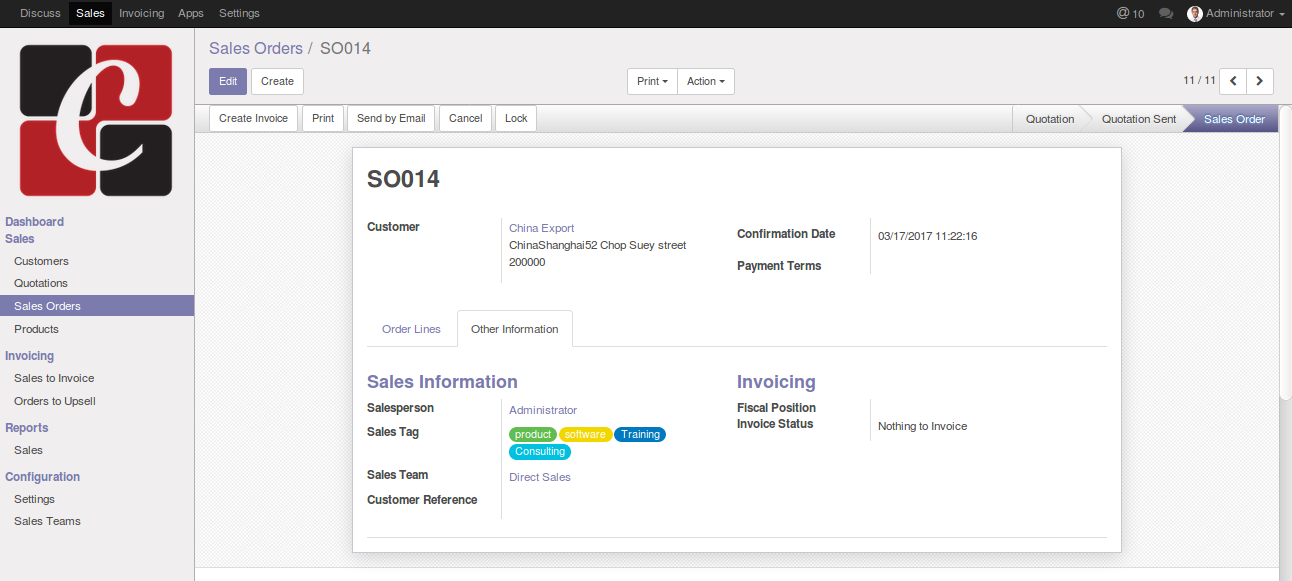 Discuss Sales Invoicing Apps Settings
@ 10 Administrator
Sales Orders / SO014
Edit Create
Print Action
11 / 11
Create Invoice Print Send by Email Cancel Lock
Quotation Quotation Sent Sales Order
C
Dashboard
Sales
Customers
Quotations
Sales Orders
Products
Invoicing
Sales to Invoice
Orders to Upsell
Reports
Sales
Configuration
Settings
Sales Teams
SO014
Customer
China Export
ChinaShanghai52 Chop Suey street
200000
Confirmation Date 03/17/2017 11:22:16
Payment Terms
Order Lines Other Information
Sales Information
Salesperson Administrator
Sales Tag product software Training
Consulting
Sales Team Direct Sales
Customer Reference
Invoicing
Fiscal Position
Invoice Status Nothing to Invoice